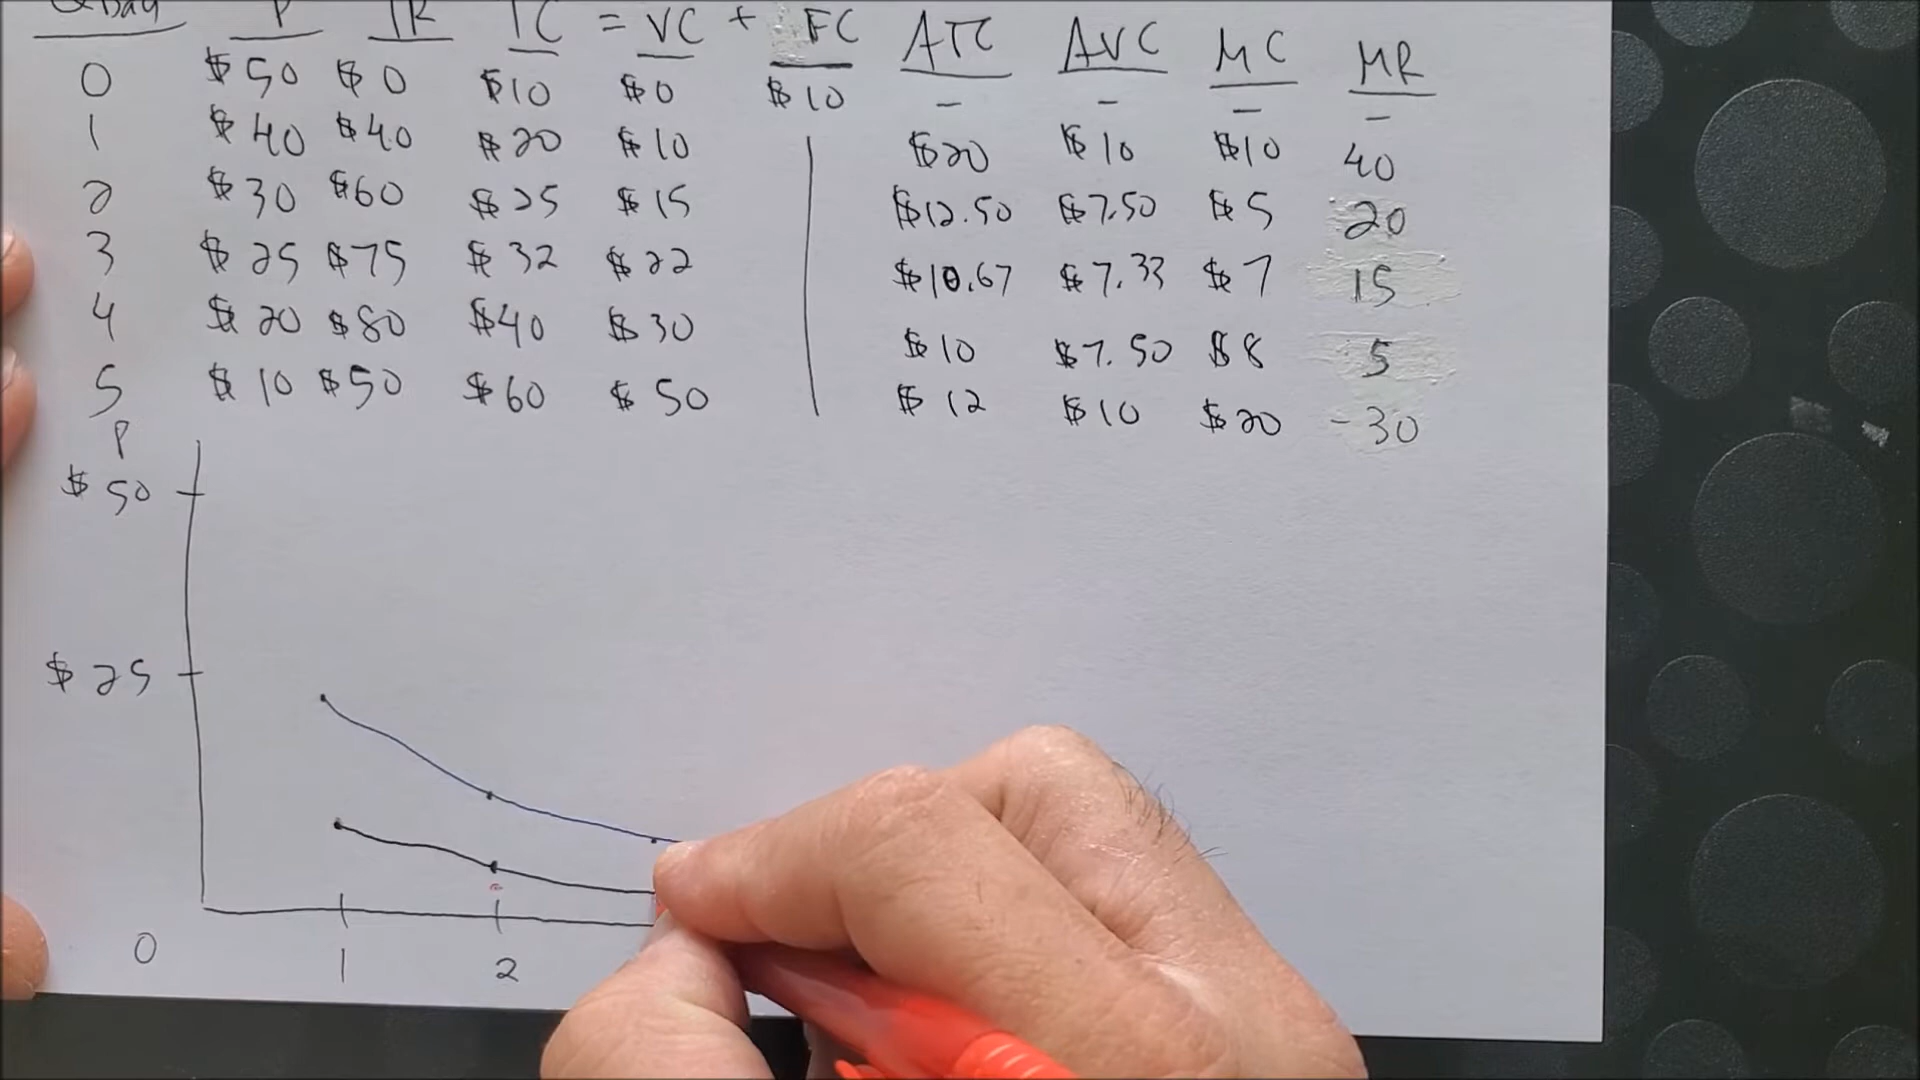 Q/Day P TR TC = VC + FC ATC AVC MC MR
0 $50 $0 $10 $0 $10 - - - -
1 $40 $40 $20 $10 $20 $10 $10 40
2 $30 $60 $25 $15 $12.50 $7.50 $5 20
3 $25 $75 $32 $22 $10.67 $7.33 $7 15
4 $20 $80 $40 $30 $10 $7.50 $8 5
5 $10 $50 $60 $50 $12 $10 $20 -30
P
$50
$25
0 1 2